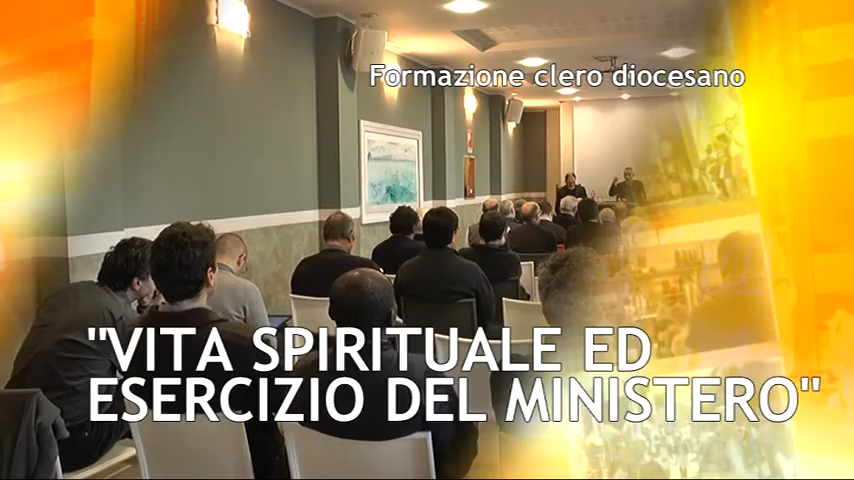 Formazione clero diocesano
"VITA SPIRITUALE ED
ESERCIZIO DEL MINISTERO"